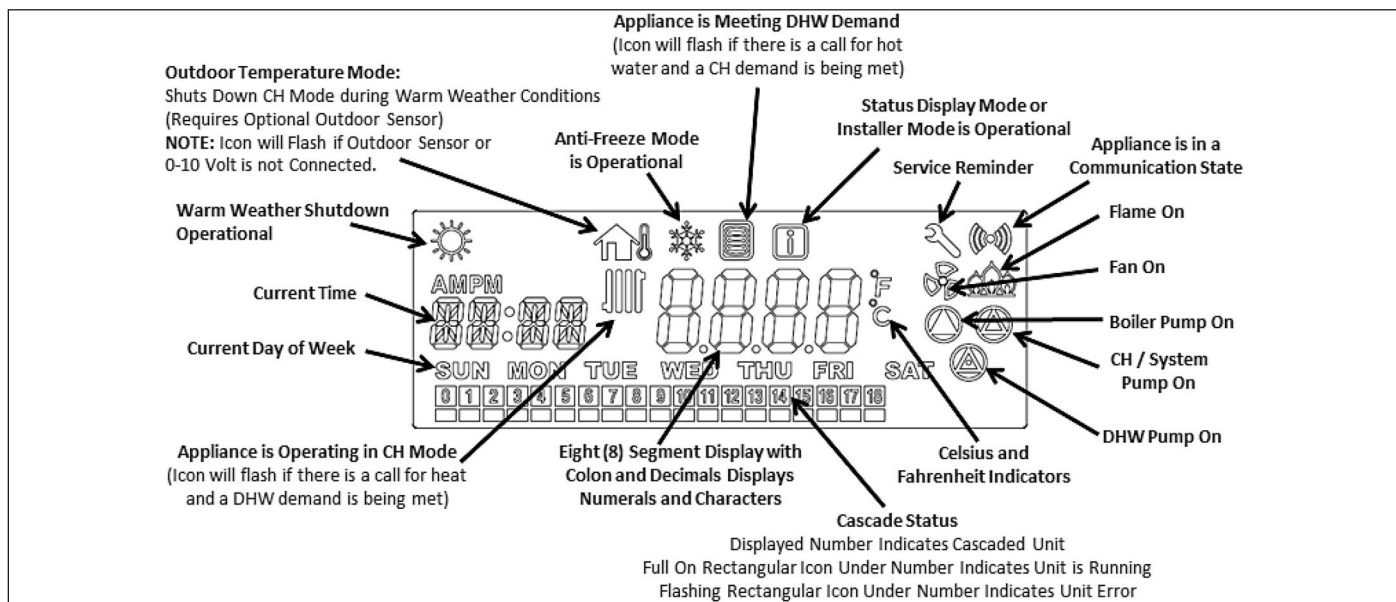 Appliance is Meeting DHW Demand
(Icon will flash if there is a call for hot
water and a CH demand is being met)
Outdoor Temperature Mode:
Shuts Down CH Mode during Warm Weather Conditions
(Requires Optional Outdoor Sensor)
NOTE: Icon will Flash if Outdoor Sensor or
0-10 Volt is not Connected.
Anti-Freeze Mode
is Operational
Status Display Mode or
Installer Mode is Operational
Service Reminder
Appliance is in a
Communication State
Warm Weather Shutdown
Operational
Flame On
Fan On
Current Time
AMPM
°F
°C
Boiler Pump On
CH / System
Pump On
Current Day of Week
SUN MON TUE WED THU FRI SAT
0 1 2 3 4 5 6 7 8 9 10 11 12 13 14 15 16 17 18
DHW Pump On
Appliance is Operating in CH Mode
(Icon will flash if there is a call for heat
and a DHW demand is being met)
Eight (8) Segment Display with
Colon and Decimals Displays
Numerals and Characters
Celsius and
Fahrenheit Indicators
Cascade Status
Displayed Number Indicates Cascaded Unit
Full On Rectangular Icon Under Number Indicates Unit is Running
Flashing Rectangular Icon Under Number Indicates Unit Error